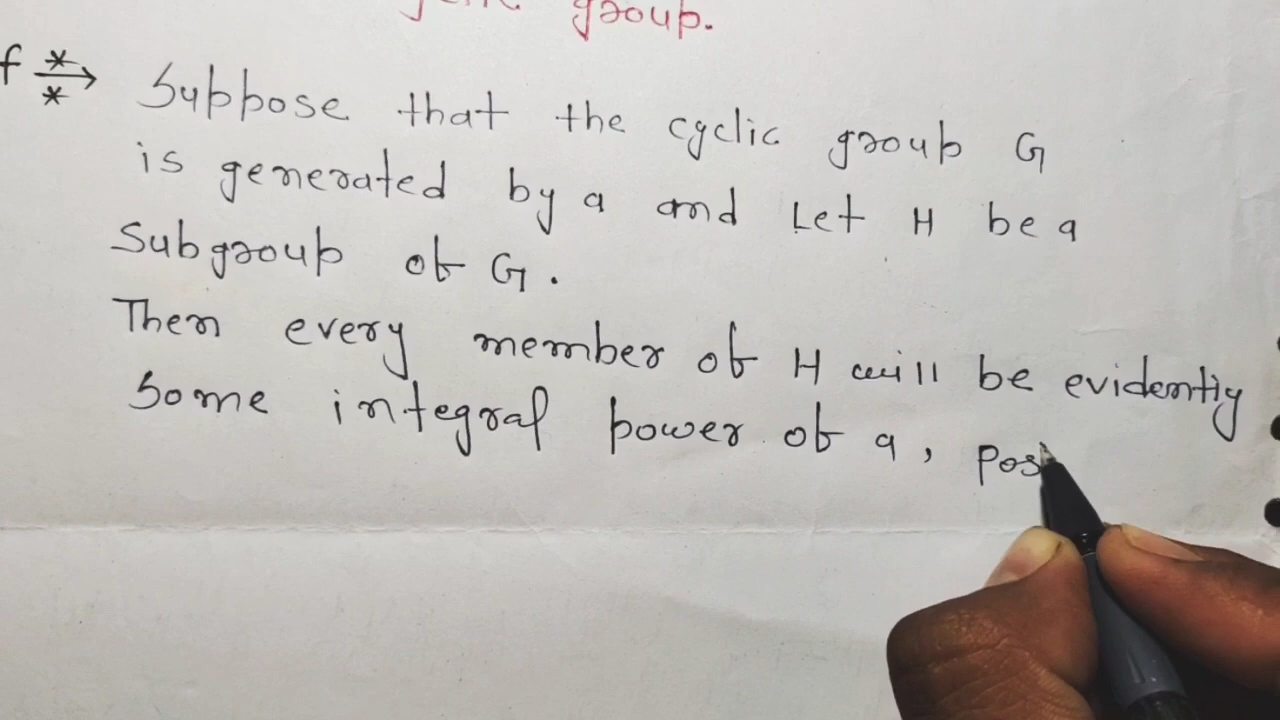 group.
f
Suppose that the cyclic group G
is generated by a and Let H be a
Subgroup of G.
Then every member of H will be evidently
Some integral power of a, Pos